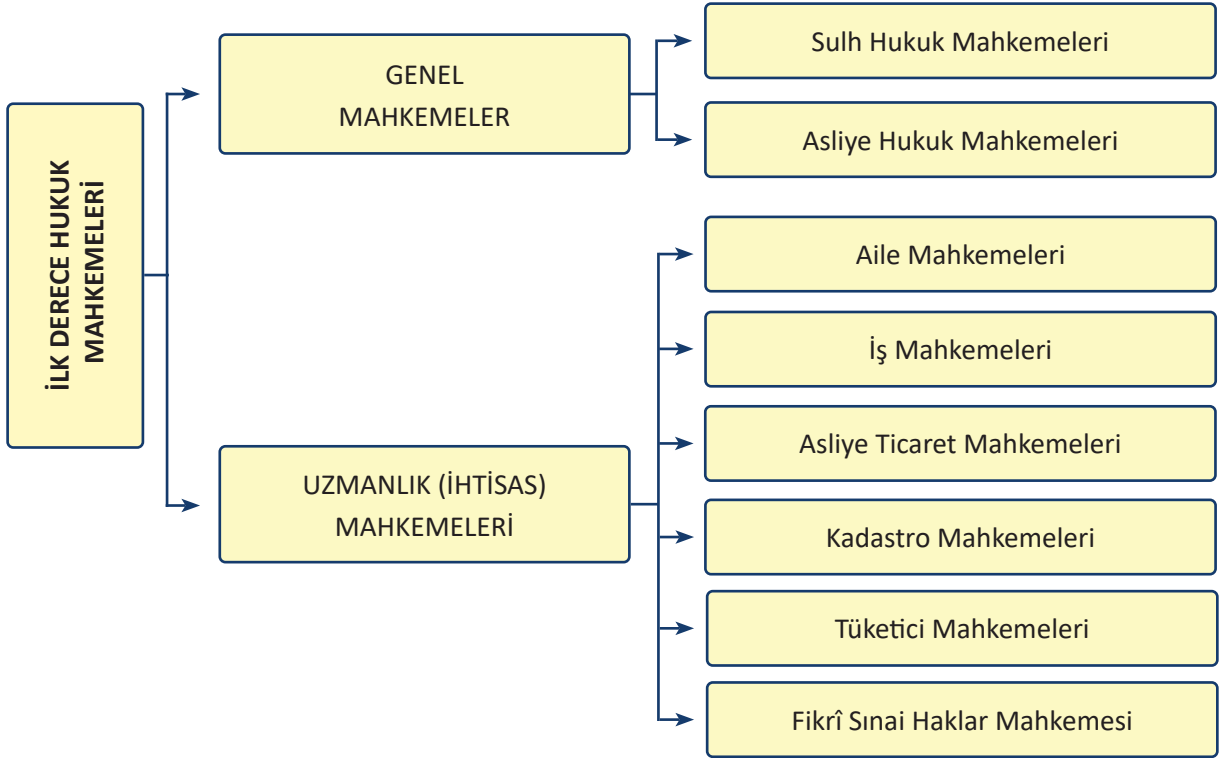 İLK DERECE HUKUK
MAHKEMELERİ
GENEL
MAHKEMELER
Sulh Hukuk Mahkemeleri
Asliye Hukuk Mahkemeleri
UZMANLIK (İHTİSAS)
MAHKEMELERİ
Aile Mahkemeleri
İş Mahkemeleri
Asliye Ticaret Mahkemeleri
Kadastro Mahkemeleri
Tüketici Mahkemeleri
Fikrî Sınai Haklar Mahkemesi